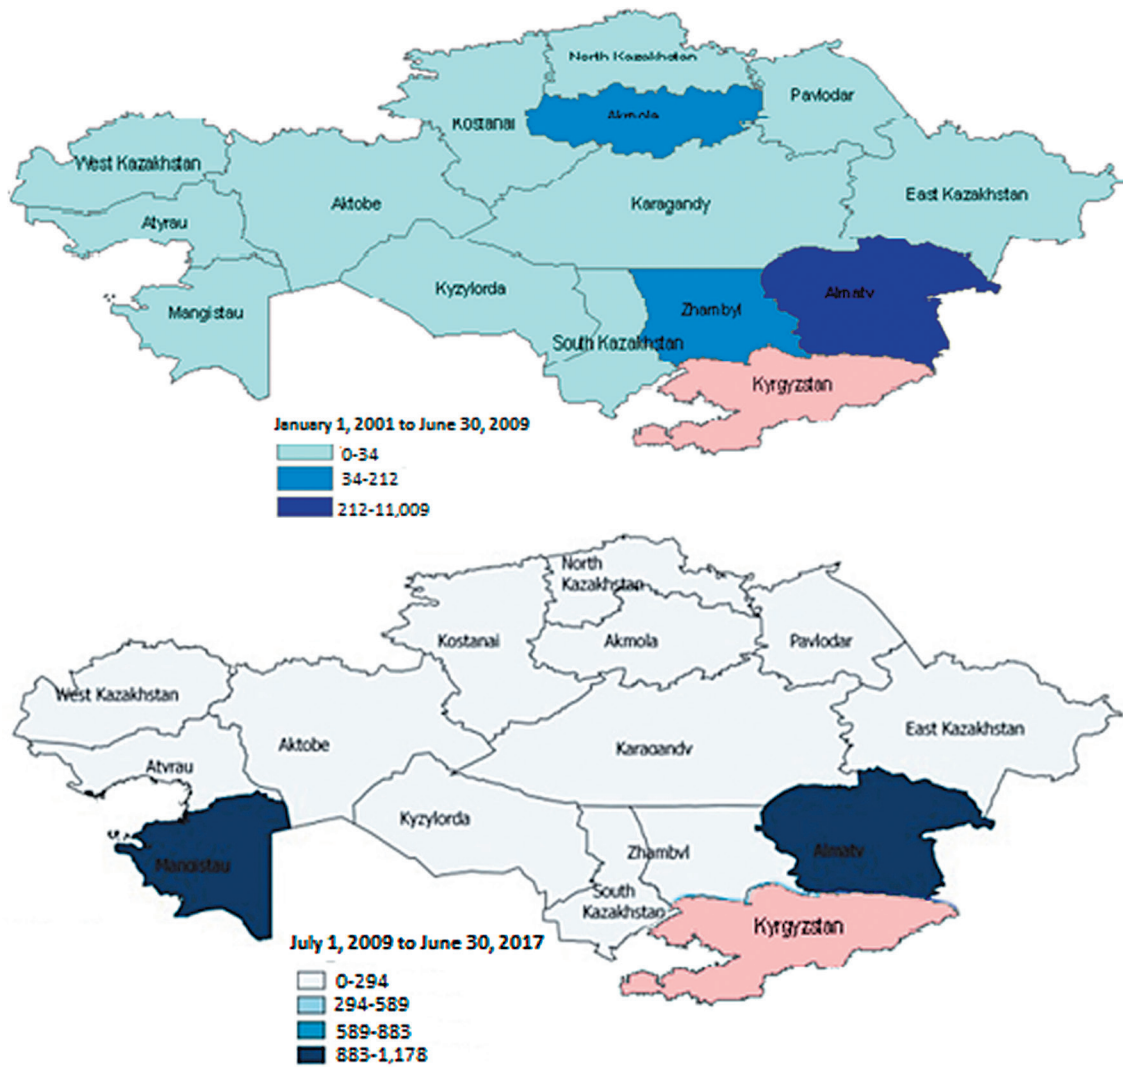 North Kazakhstan
Pavlodar
Akmola
Kostanai
West Kazakhstan
East Kazakhstan
Aktobe
Karagandy
Atyrau
Kyzylorda
Almaty
Mangistau
Zhambyl
South Kazakhstan
Kyrgyzstan
January 1, 2001 to June 30, 2009
0-34
34-212
212-11,009
North
Kazakhstan
Kostanai
Akmola
Pavlodar
West Kazakhstan
East Kazakhstan
Aktobe
Karagandy
Atyrau
Kyzylorda
Zhambyl
Almaty
Mangistau
South
Kazakhstan
Kyrgyzstan
July 1, 2009 to June 30, 2017
0-294
294-589
589-883
883-1,178